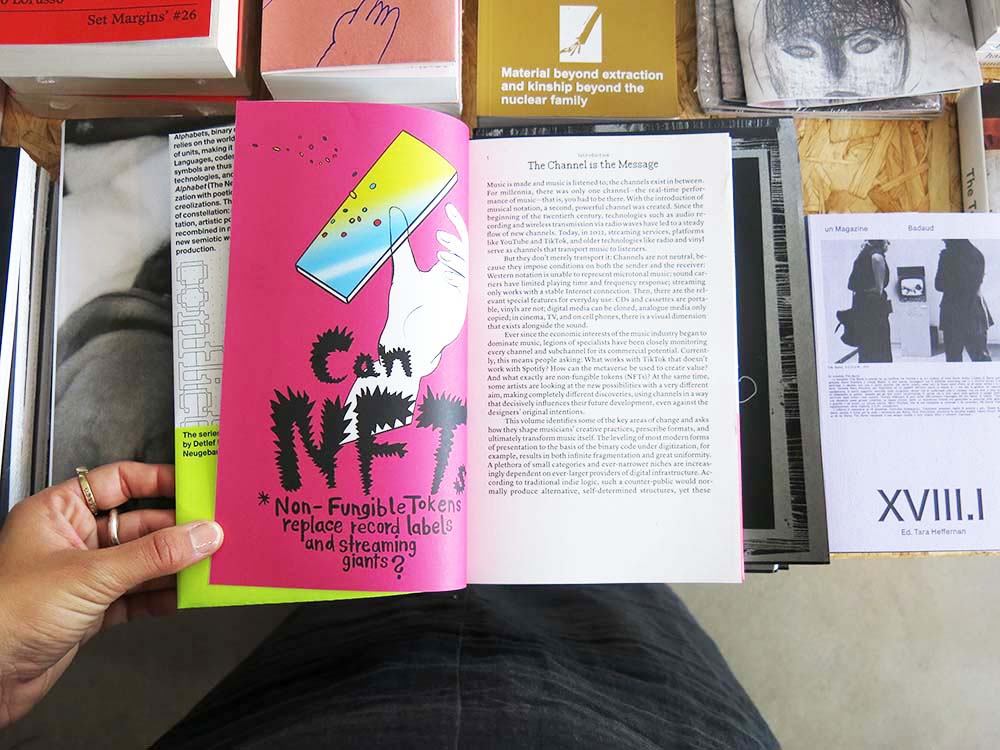 o Lorusso
Set Margins' #26
Material beyond extraction
and kinship beyond the
nuclear family
Alphabets, binary
relies on the world
of units, making it
Languages, codes
symbols are thus
technologies, and
Alphabet (The Ne
zation with poetic
creolizations. Th
of constellation:
tation, artistic po
recombined in n
new semiotic w
production.
The series
by Detlef
Neugeba
Can
NFTs
*Non-Fungible Tokens
replace record labels
and streaming
giants?
1
Introduction
The Channel is the Message
Music is made and music is listened to; the channels exist in between.
For millennia, there was only one channel—the real-time perfor-
mance of music—that is, you had to be there. With the introduction of
musical notation, a second, powerful channel was created. Since the
beginning of the twentieth century, technologies such as audio re-
cording and wireless transmission via radio waves have led to a steady
flow of new channels. Today, in 2022, streaming services, platforms
like YouTube and TikTok, and older technologies like radio and vinyl
serve as channels that transport music to listeners.
But they don't merely transport it: Channels are not neutral, be-
cause they impose conditions on both the sender and the receiver:
Western notation is unable to represent microtonal music; sound car-
riers have limited playing time and frequency response; streaming
only works with a stable Internet connection. Then, there are the rel-
evant special features for everyday use: CDs and cassettes are porta-
ble, vinyls are not; digital media can be cloned, analogue media only
copied; in cinema, TV, and on cell phones, there is a visual dimension
that exists alongside the sound.
Ever since the economic interests of the music industry began to
dominate music, legions of specialists have been closely monitoring
every channel and subchannel for its commercial potential. Current-
ly, this means people asking: What works with TikTok that doesn't
work with Spotify? How can the metaverse be used to create value?
And what exactly are non-fungible tokens (NFTs)? At the same time,
some artists are looking at the new possibilities with a very different
aim, making completely different discoveries, using channels in a way
that decisively influences their future development, even against the
designers' original intentions.
This volume identifies some of the key areas of change and asks
how they shape musicians' creative practices, prescribe formats, and
ultimately transform music itself. The leveling of most modern forms
of presentation to the basis of the binary code under digitization, for
example, results in both infinite fragmentation and great uniformity.
A plethora of small categories and ever-narrower niches are increas-
ingly dependent on ever-larger providers of digital infrastructure. Ac-
cording to traditional indie logic, such a counter-public would nor-
mally produce alternative, self-determined structures, yet these
un Magazine
Badaud
XVIII.I
Ed. Tara Heffernan
The